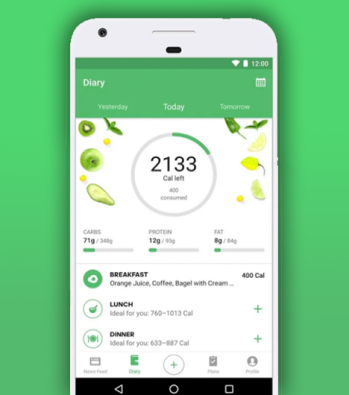 12:00
Diary
Yesterday Today Tomorrow
2133
Cal left
400
consumed
CARBS PROTEIN FAT
71g / 348g 12g / 93g 8g / 84g
BREAKFAST 400 Cal
Orange Juice, Coffee, Bagel with Cream ...
LUNCH
Ideal for you: 760–1013 Cal
DINNER
Ideal for you: 633–887 Cal
News Feed Diary Plans Profile